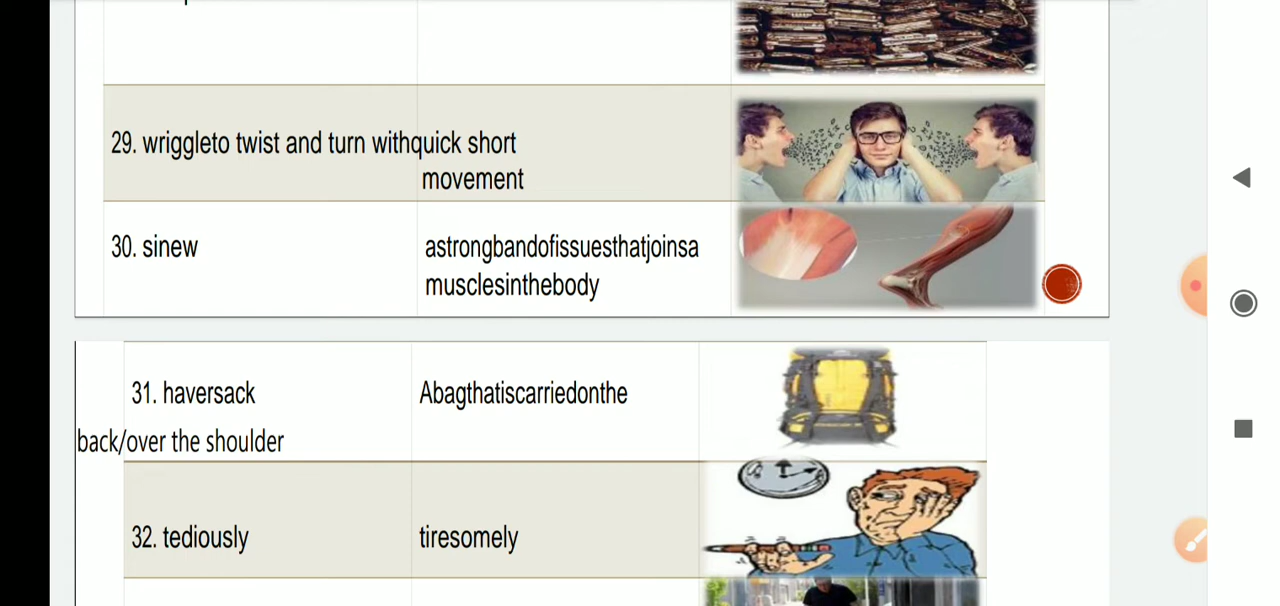 29. wriggleto twist and turn withquick short
movement
30. sinew
astrongbandofissuesthatjoinsa
musclesinthebody
31. haversack
Abagthatiscarriedonthe
back/over the shoulder
32. tediously
tiresomely